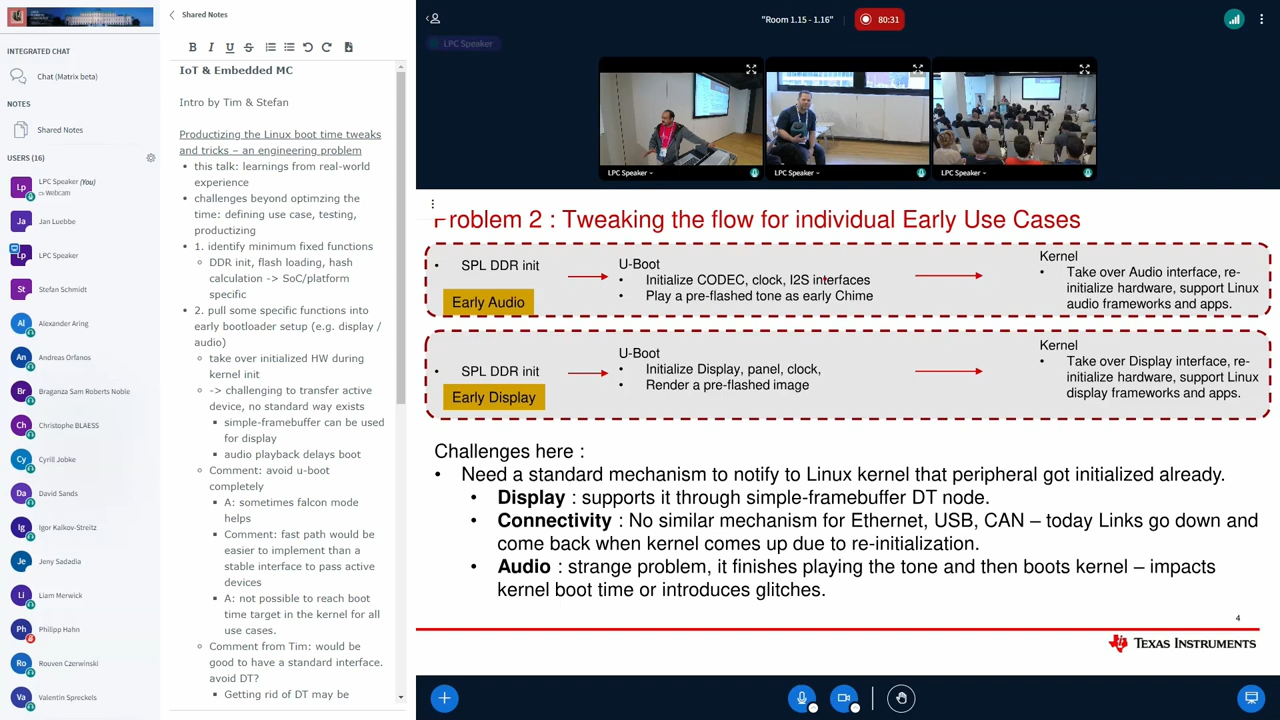 INTEGRATED CHAT
Chat (Matrix beta)
NOTES
Shared Notes
USERS (16)
Lp LPC Speaker (You)
Webcam
Ja Jan Luebbe
Lp LPC Speaker
St Stefan Schmidt
Al Alexander Aring
An Andreas Orfanos
Br Braganza Sam Roberts Noble
Ch Christophe BLAESS
Cy Cyrill Jobke
Da David Sands
Ig Igor Kalkov-Streitz
Je Jeny Sadadia
Li Liam Merwick
Ph Philipp Hahn
Ro Rouven Czerwinski
Va Valentin Spreckels
Shared Notes
B I U S
IoT & Embedded MC
Intro by Tim & Stefan
Productizing the Linux boot time tweaks
and tricks – an engineering problem
• this talk: learnings from real-world
experience
• challenges beyond optimzing the
time: defining use case, testing,
productizing
• 1. identify minimum fixed functions
DDR init, flash loading, hash
calculation -> SoC/platform
specific
• 2. pull some specific functions into
early bootloader setup (e.g. display /
audio)
take over initialized HW during
kernel init
-> challenging to transfer active
device, no standard way exists
simple-framebuffer can be used
for display
audio playback delays boot
Comment: avoid u-boot
completely
A: sometimes falcon mode
helps
Comment: fast path would be
easier to implement than a
stable interface to pass active
devices
A: not possible to reach boot
time target in the kernel for all
use cases.
Comment from Tim: would be
good to have a standard interface.
avoid DT?
Getting rid of DT may be
"Room 1.15 - 1.16"
80:31
LPC Speaker
LPC Speaker
LPC Speaker
LPC Speaker
Problem 2 : Tweaking the flow for individual Early Use Cases
• SPL DDR init
Early Audio
U-Boot
• Initialize CODEC, clock, I2S interfaces
• Play a pre-flashed tone as early Chime
Kernel
• Take over Audio interface, re-
initialize hardware, support Linux
audio frameworks and apps.
• SPL DDR init
Early Display
U-Boot
• Initialize Display, panel, clock,
• Render a pre-flashed image
Kernel
• Take over Display interface, re-
initialize hardware, support Linux
display frameworks and apps.
Challenges here :
• Need a standard mechanism to notify to Linux kernel that peripheral got initialized already.
• Display : supports it through simple-framebuffer DT node.
• Connectivity : No similar mechanism for Ethernet, USB, CAN – today Links go down and
come back when kernel comes up due to re-initialization.
• Audio : strange problem, it finishes playing the tone and then boots kernel – impacts
kernel boot time or introduces glitches.
4
TEXAS INSTRUMENTS